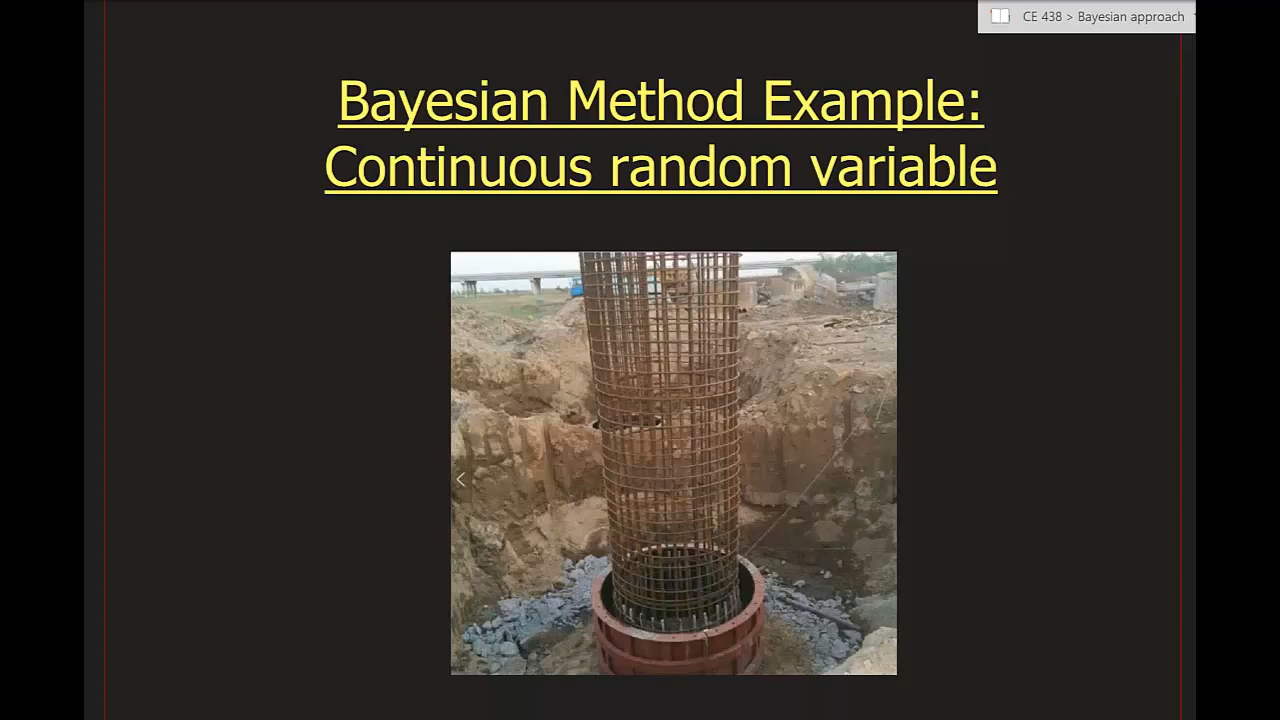 CE 438 > Bayesian approach
Bayesian Method Example:
Continuous random variable